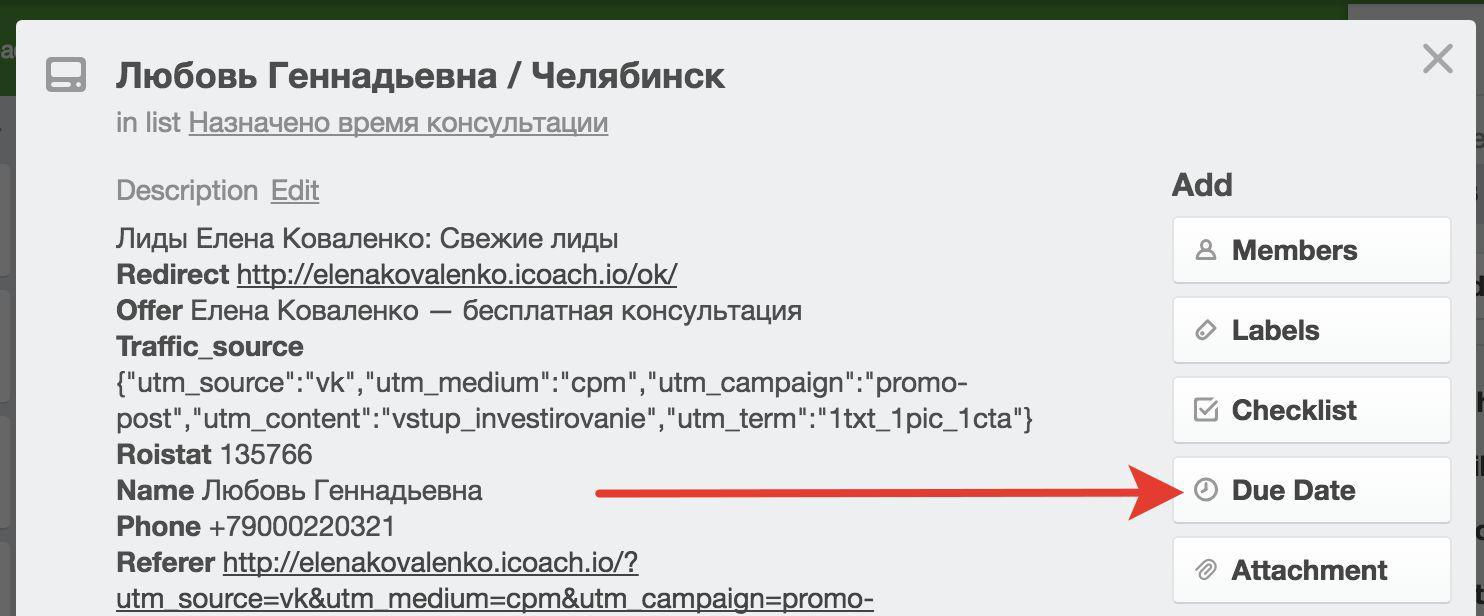 Любовь Геннадьевна / Челябинск
in list Назначено время консультации
Description Edit
Лиды Елена Коваленко: Свежие лиды
Redirect http://elenakovalenko.icoach.io/ok/
Offer Елена Коваленко — бесплатная консультация
Traffic_source
{"utm_source":"vk","utm_medium":"cpm","utm_campaign":"promo-
post","utm_content":"vstup_investirovanie","utm_term":"1txt_1pic_1cta"}
Roistat 135766
Name Любовь Геннадьевна
Phone +79000220321
Referer http://elenakovalenko.icoach.io/?
utm_source=vk&utm_medium=cpm&utm_campaign=promo-
Add
Members
Labels
Checklist
Due Date
Attachment